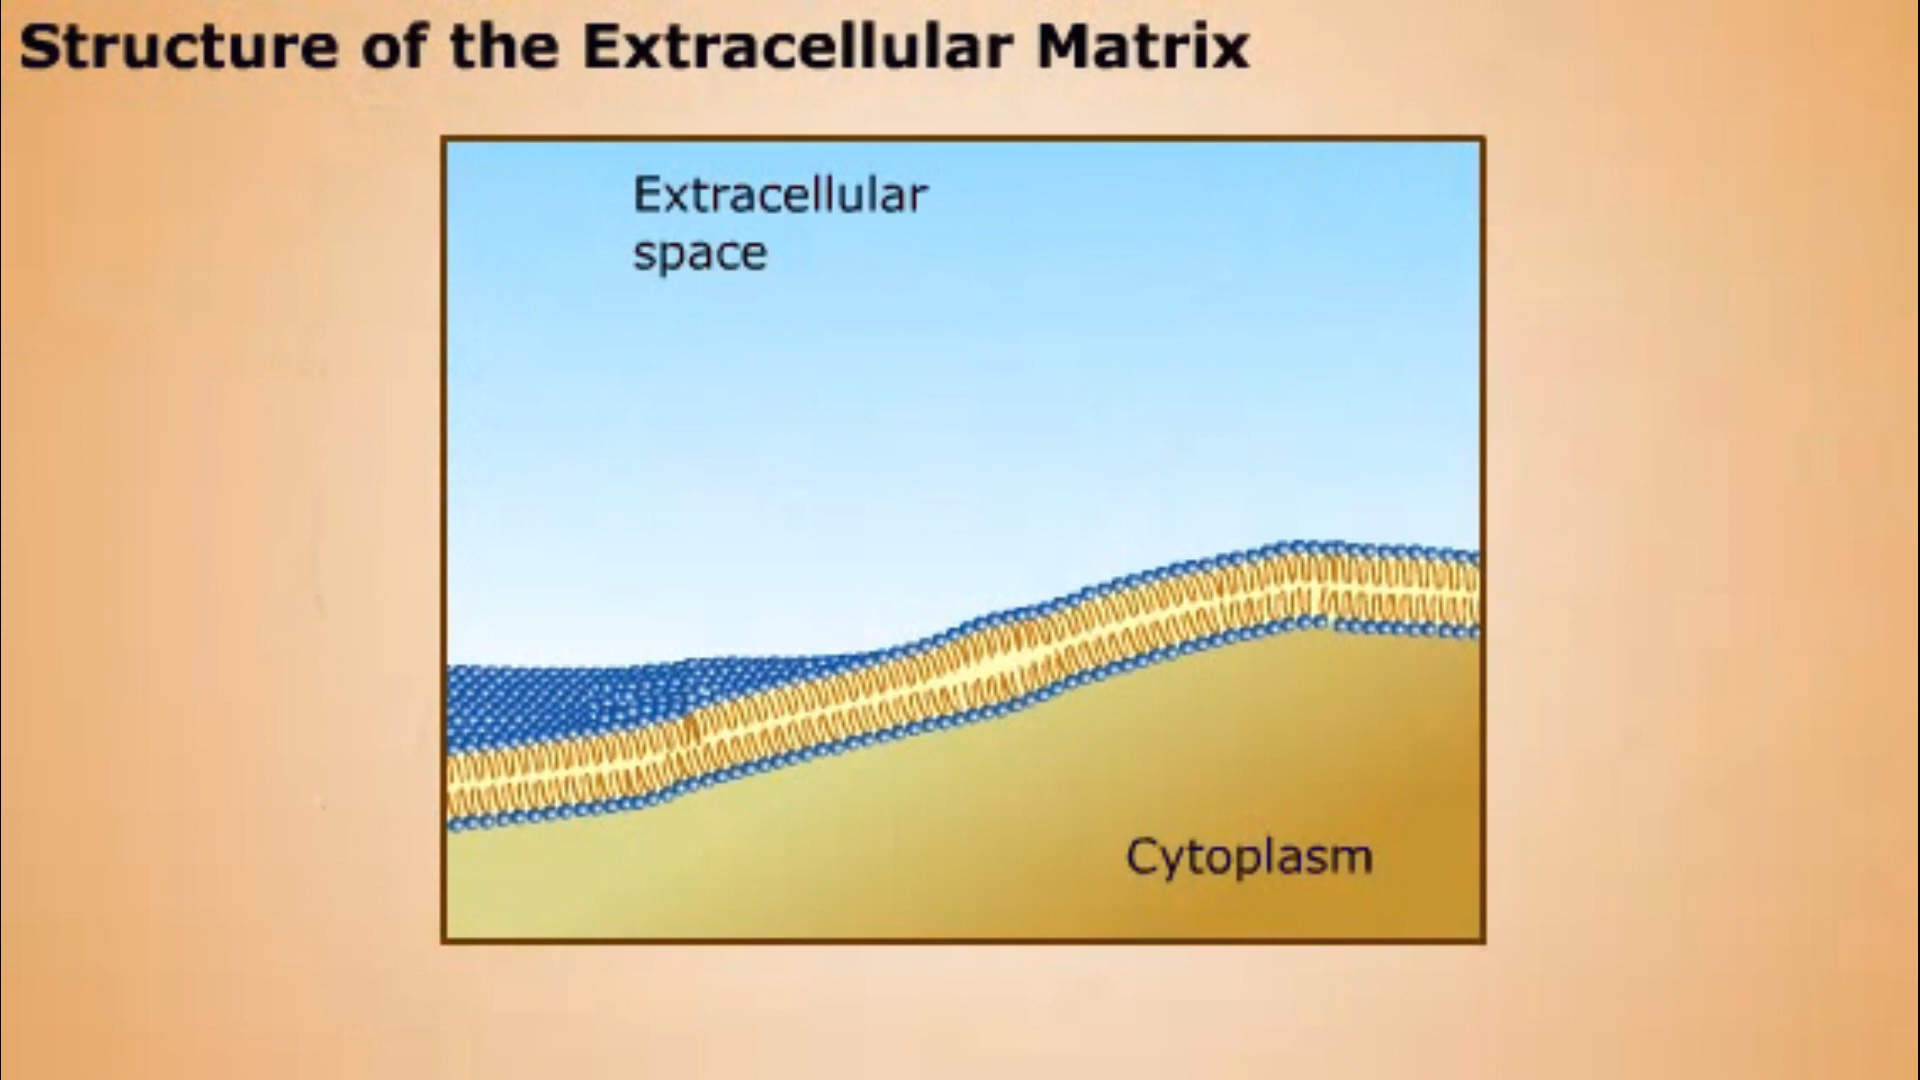 Structure of the Extracellular Matrix
Extracellular
space
Cytoplasm